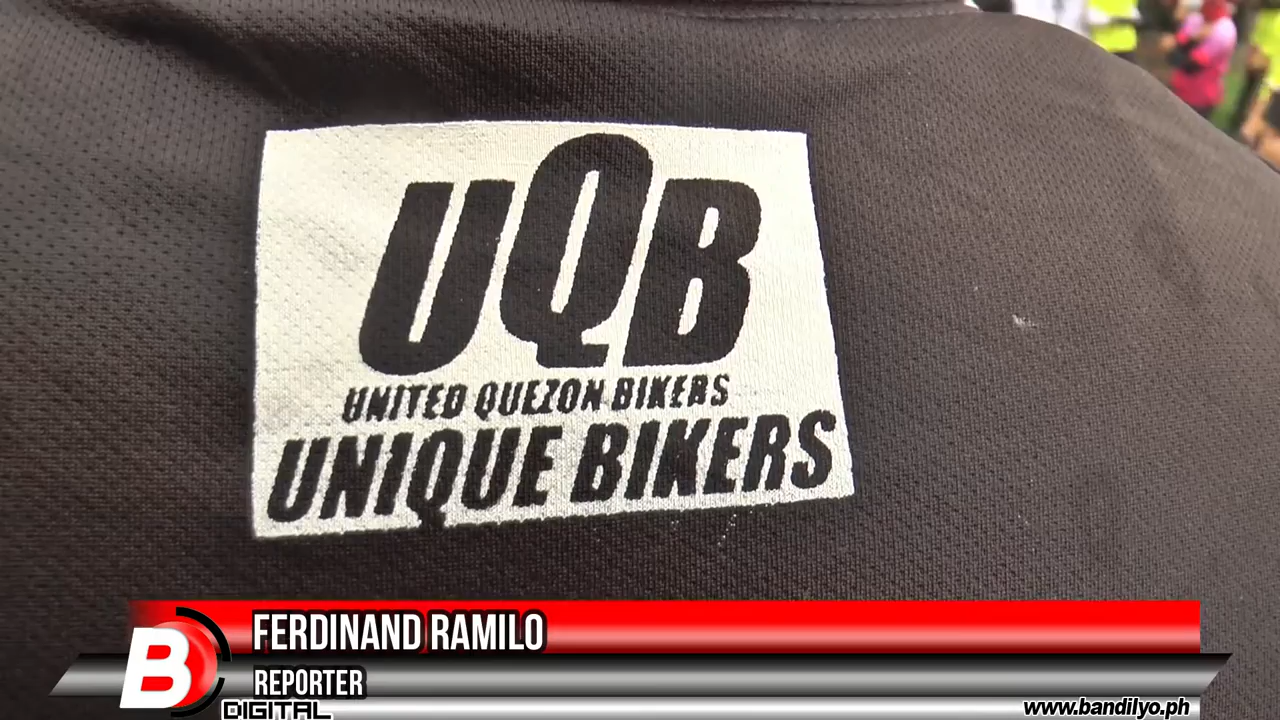 UQB
UNITED QUEZON BIKERS
UNIQUE BIKERS
FERDINAND RAMILO
REPORTER
B
DIGITAL
www.bandilyo.ph